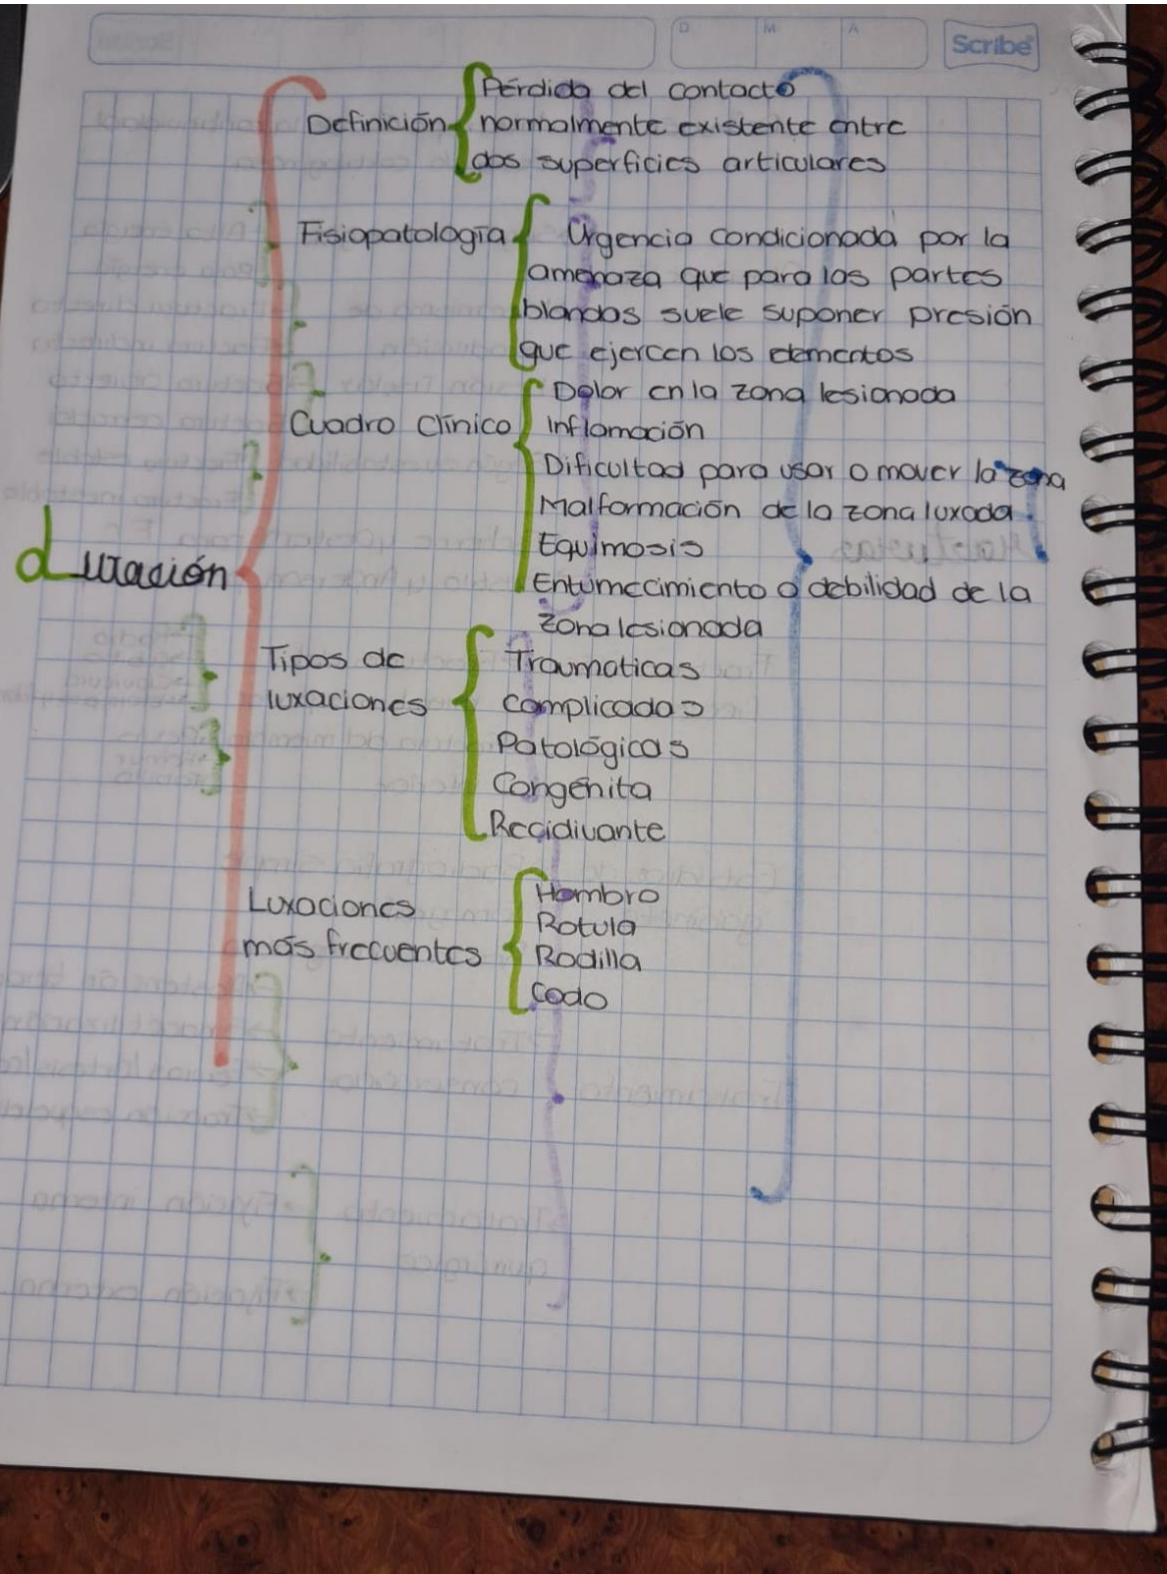 D M A
Scribe
Definición
Pérdida del contacto
normalmente existente entre
dos superficies articulares
Fisiopatología
Urgencia condicionada por la
amenaza que para las partes
blandas suele suponer presión
que ejercen los elementos
Cuadro Clínico
Dolor en la zona lesionada
Inflamación
Dificultad para usar o mover la zona
Malformación de la zona luxada
Equimosis
Entumecimiento o debilidad de la
zona lesionada
Luxación
Tipos de
luxaciones
Traumaticas
Complicadas
Patológicas
Congénita
Recidivante
Luxaciones
más frecuentes
Hombro
Rotula
Rodilla
Codo